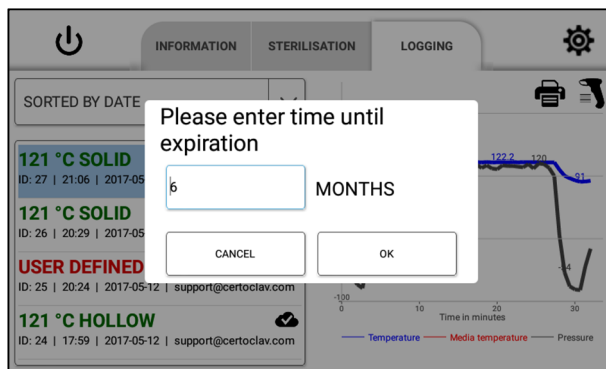 INFORMATION
STERILISATION
LOGGING
SORTED BY DATE
Please enter time until
expiration
6
MONTHS
CANCEL
OK
121 °C SOLID
ID: 27 | 21:06 | 2017-05
121 °C SOLID
ID: 26 | 20:29 | 2017-05
USER DEFINED
ID: 25 | 20:24 | 2017-05-12 | support@certoclav.com
121 °C HOLLOW
ID: 24 | 17:59 | 2017-05-12 | support@certoclav.com
122.2
120
91
-100
0
10
20
30
Time in minutes
Temperature
Media temperature
Pressure